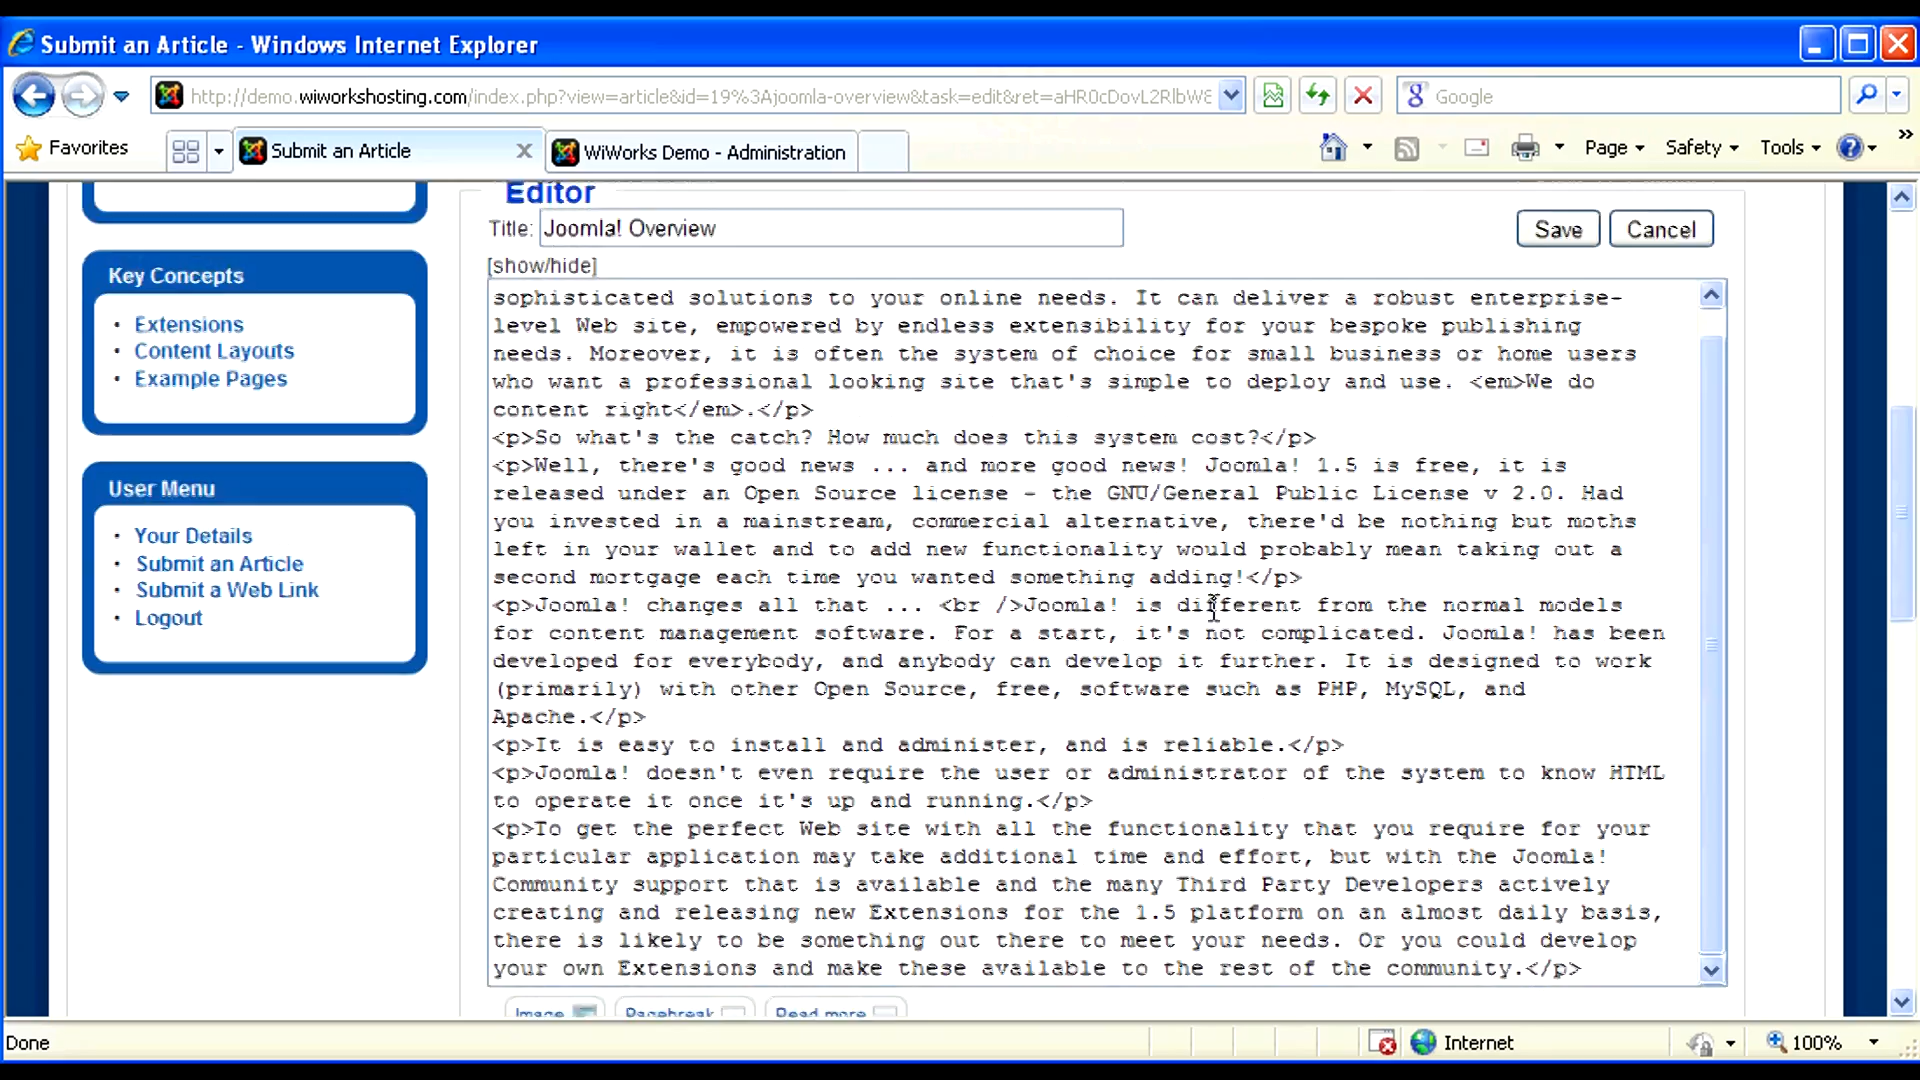 Submit an Article - Windows Internet Explorer
http://demo.wiworkshosting.com/index.php?view=article&id=19%3Ajoomla-overview&task=edit&ret=aHR0cDovL2RlbW8
Google
Favorites
Submit an Article
WiWorks Demo - Administration
Page
Safety
Tools
Editor
Title: Joomla! Overview
Save
Cancel
[show/hide]
Key Concepts
Extensions
Content Layouts
Example Pages
User Menu
Your Details
Submit an Article
Submit a Web Link
Logout
sophisticated solutions to your online needs. It can deliver a robust enterprise-
level Web site, empowered by endless extensibility for your bespoke publishing
needs. Moreover, it is often the system of choice for small business or home users
who want a professional looking site that's simple to deploy and use. <em>We do
content right</em>.</p>
<p>So what's the catch? How much does this system cost?</p>
<p>Well, there's good news ... and more good news! Joomla! 1.5 is free, it is
released under an Open Source license - the GNU/General Public License v 2.0. Had
you invested in a mainstream, commercial alternative, there'd be nothing but moths
left in your wallet and to add new functionality would probably mean taking out a
second mortgage each time you wanted something adding!</p>
<p>Joomla! changes all that ... <br />Joomla! is different from the normal models
for content management software. For a start, it's not complicated. Joomla! has been
developed for everybody, and anybody can develop it further. It is designed to work
(primarily) with other Open Source, free, software such as PHP, MySQL, and
Apache.</p>
<p>It is easy to install and administer, and is reliable.</p>
<p>Joomla! doesn't even require the user or administrator of the system to know HTML
to operate it once it's up and running.</p>
<p>To get the perfect Web site with all the functionality that you require for your
particular application may take additional time and effort, but with the Joomla!
Community support that is available and the many Third Party Developers actively
creating and releasing new Extensions for the 1.5 platform on an almost daily basis,
there is likely to be something out there to meet your needs. Or you could develop
your own Extensions and make these available to the rest of the community.</p>
Image
Pagebreak
Read more
Done
Internet
100%